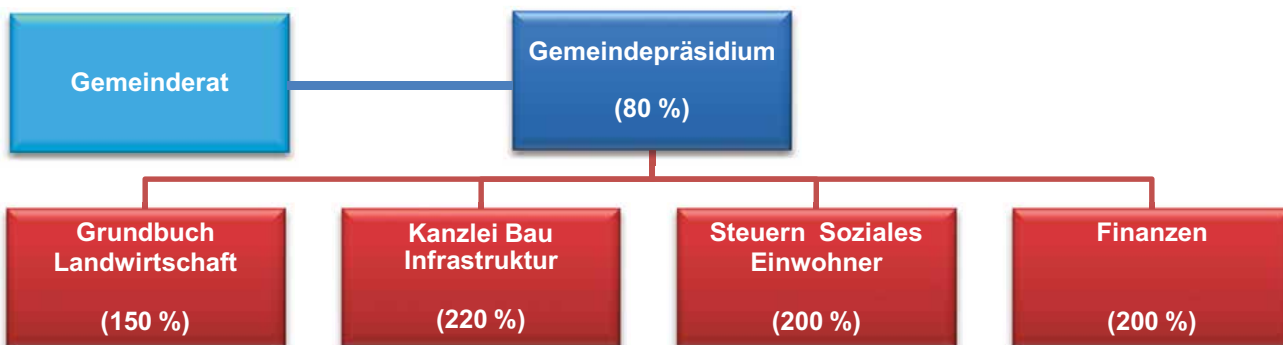 Gemeinderat
Gemeindepräsidium
(80 %)
Grundbuch
Landwirtschaft
(150 %)
Kanzlei Bau
Infrastruktur
(220 %)
Steuern Soziales
Einwohner
(200 %)
Finanzen
(200 %)